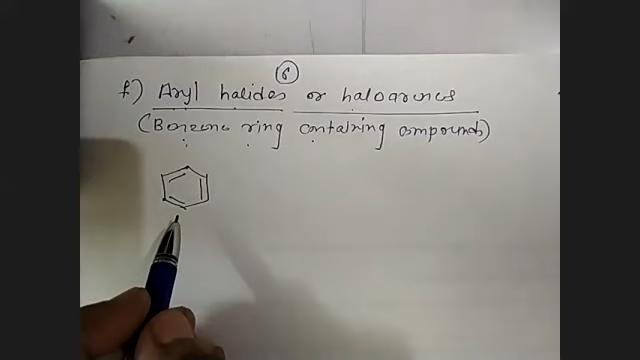 6
f) Aryl halides or haloarenes
(Benzene ring containing compounds)